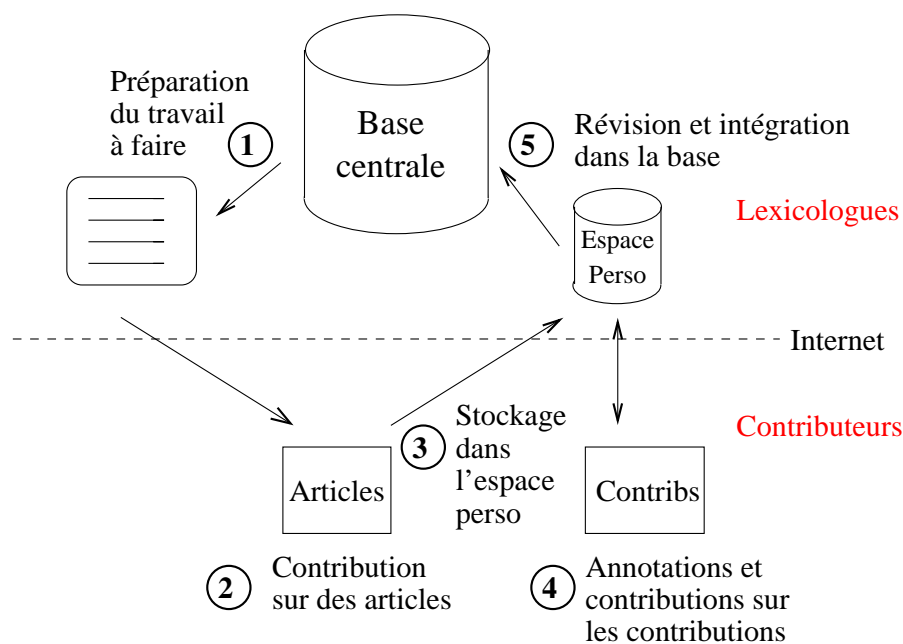 Préparation
du travail
à faire
1
Base
centrale
5
Révision et intégration
dans la base
Lexicologues
Espace
Perso
Internet
Contributeurs
3
Stockage
dans
l'espace
perso
Articles
Contribs
2
Contribution
sur des articles
4
Annotations et
contributions sur
les contributions